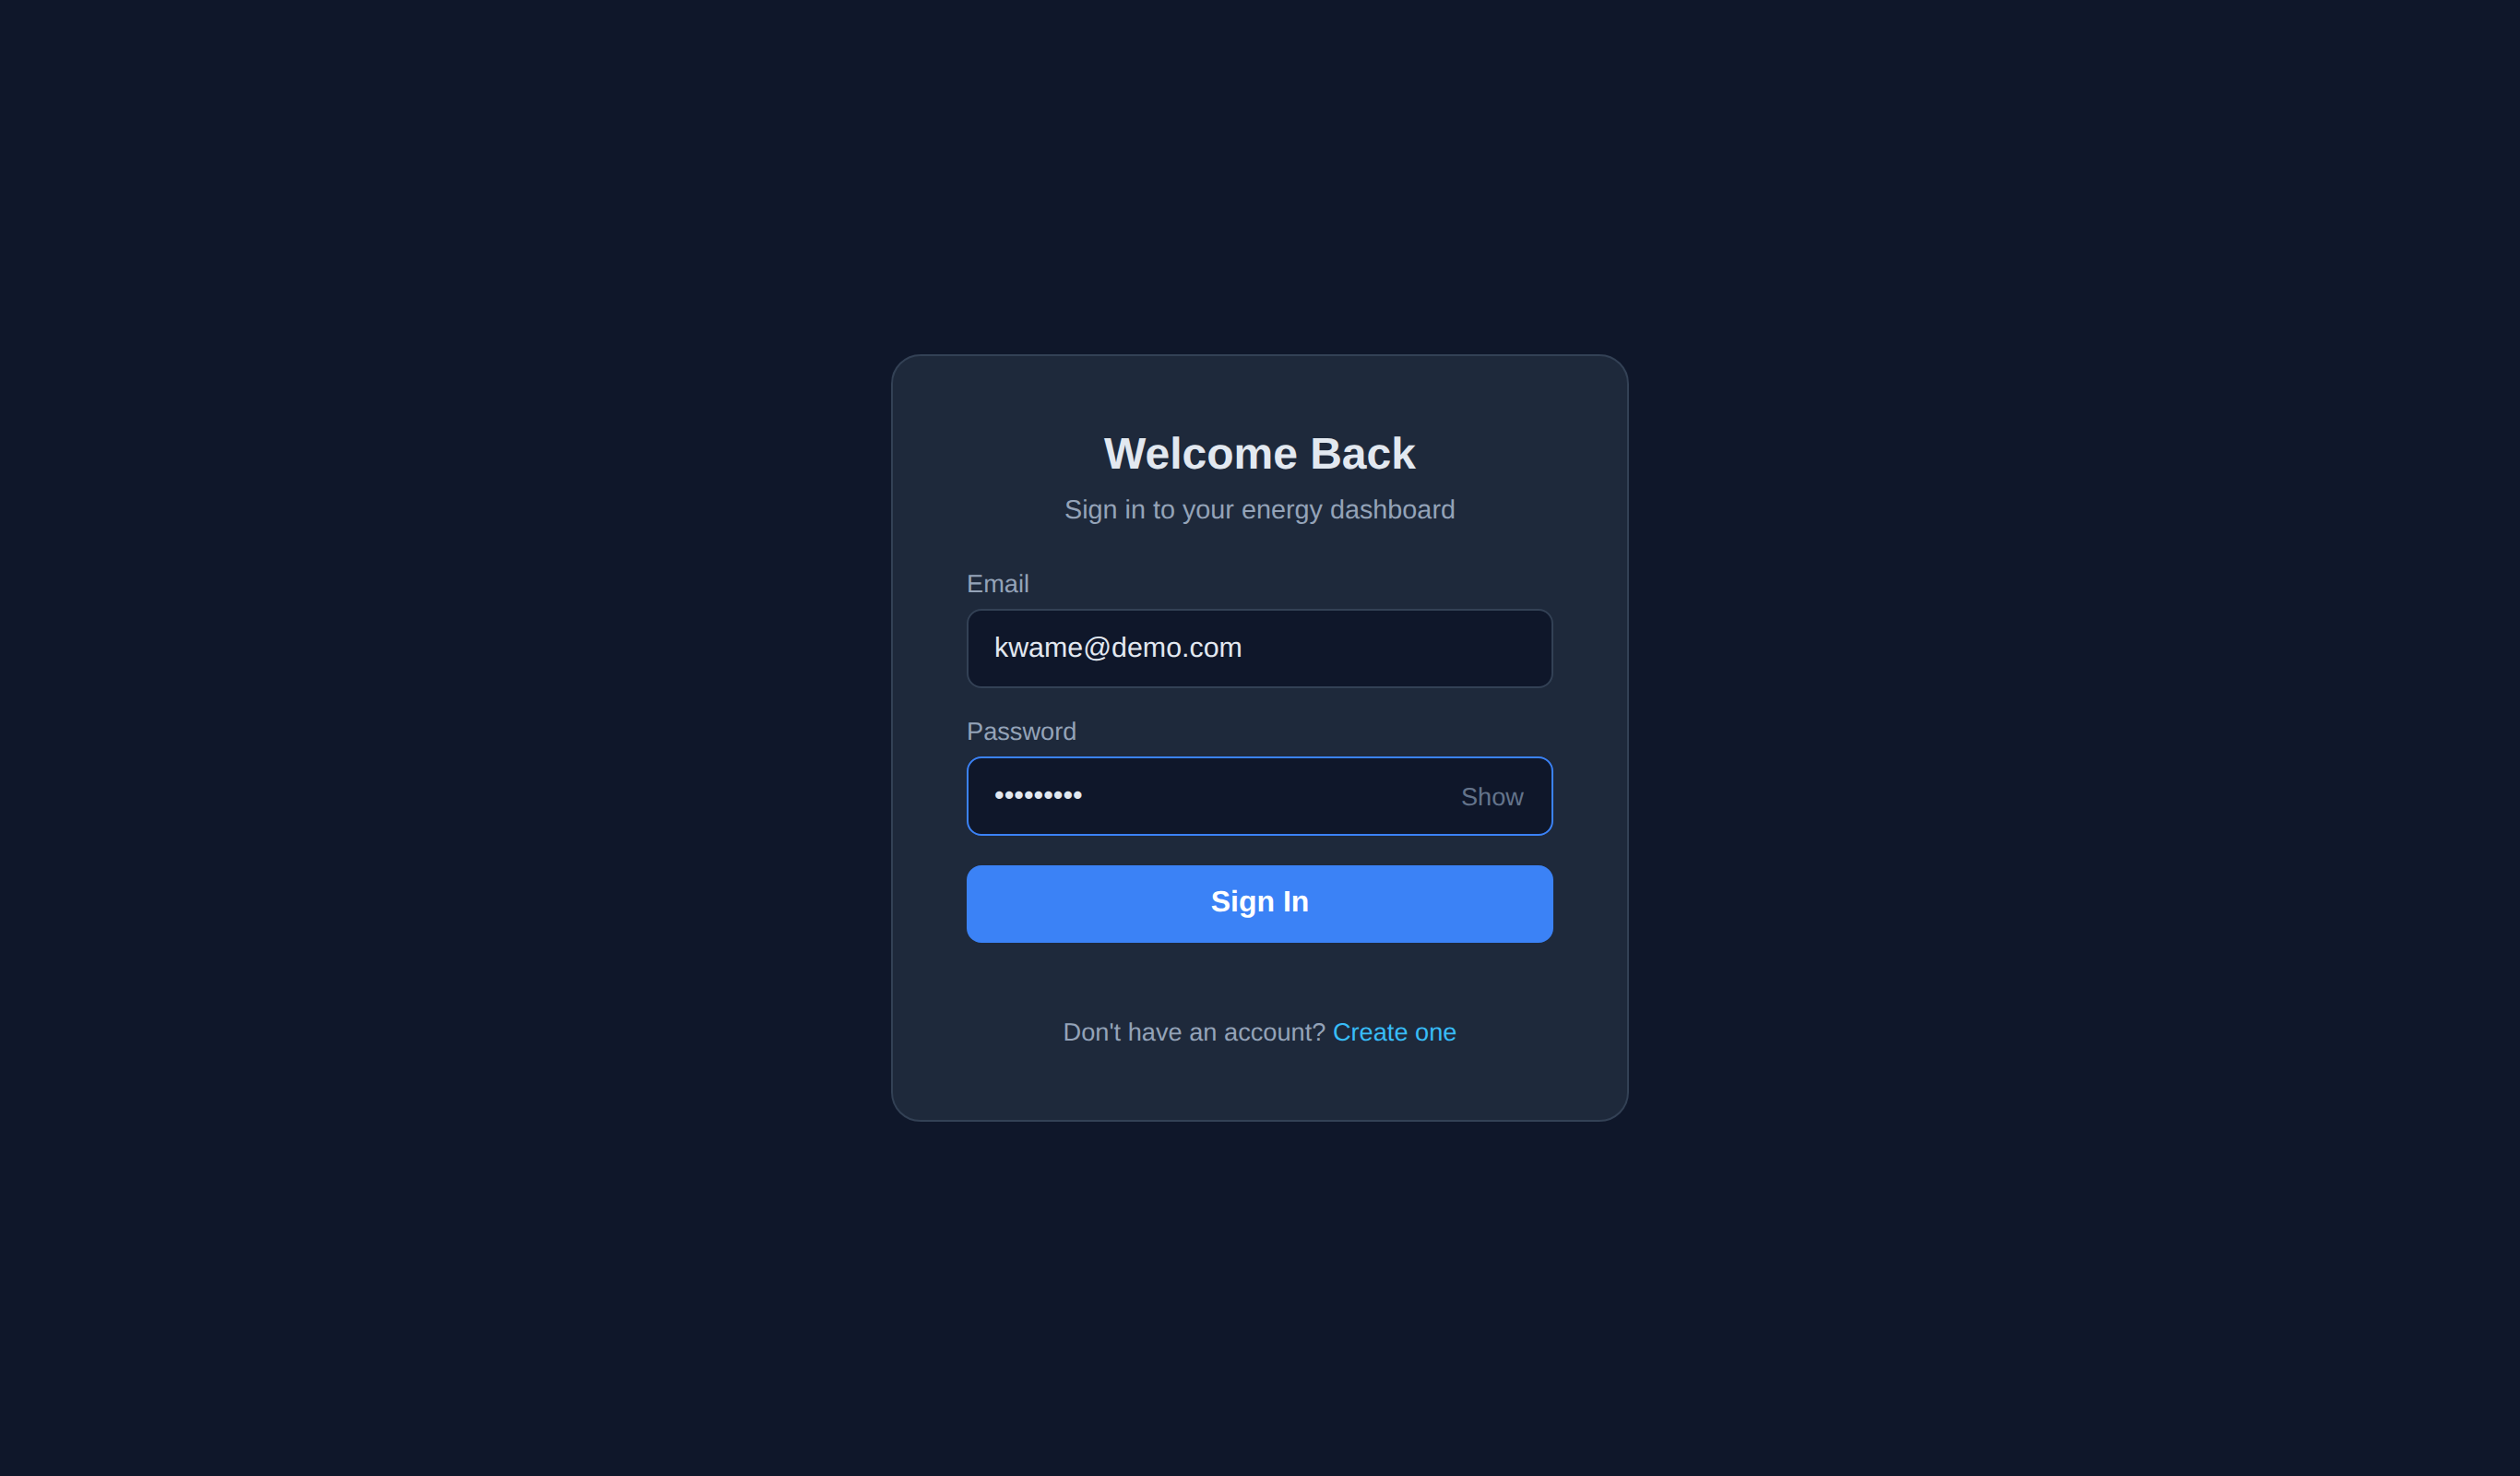 Welcome Back
Sign in to your energy dashboard
Email
kwame@demo.com
Password
•••••••••
Show
Sign In
Don't have an account? Create one